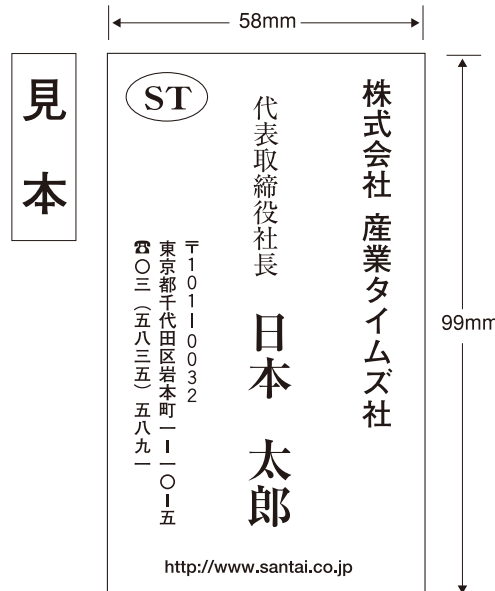 58mm
見本
ST
株式会社 産業タイムズ社
代表取締役社長 日本 太郎
〒101-0032
東京都千代田区岩本町一-一〇-五
☎〇三(五八三五)五八九一
http://www.santai.co.jp
99mm